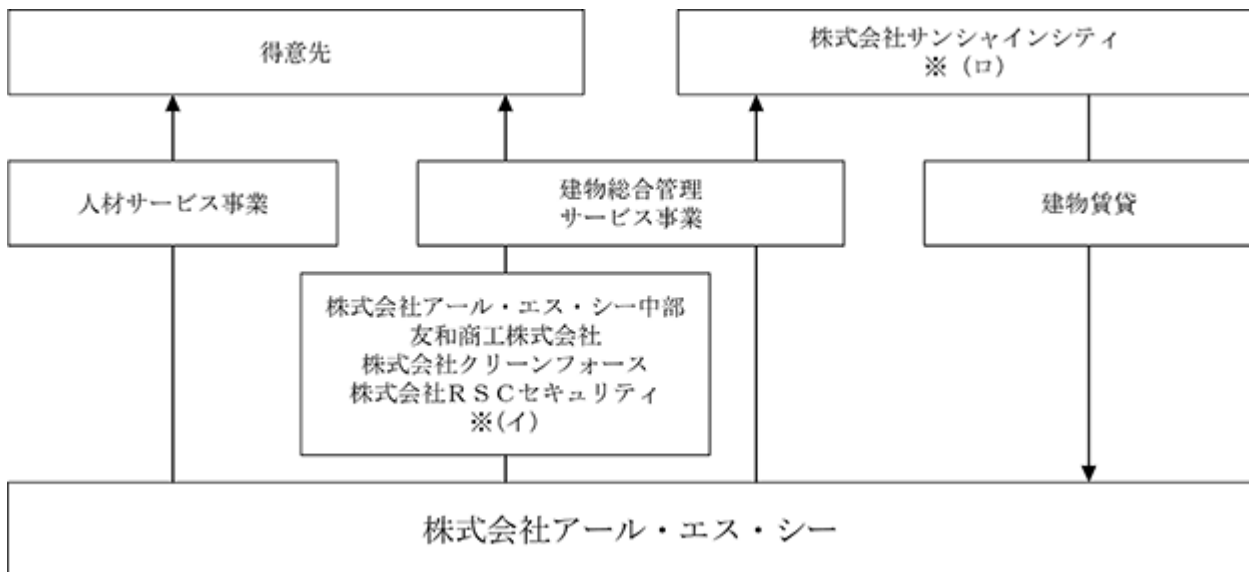 得意先
株式会社サンシャインシティ
※（ロ）
人材サービス事業
建物総合管理
サービス事業
建物賃貸
株式会社アール・エス・シー中部
友和商工株式会社
株式会社クリーンフォース
株式会社ＲＳＣセキュリティ
※(イ)
株式会社アール・エス・シー